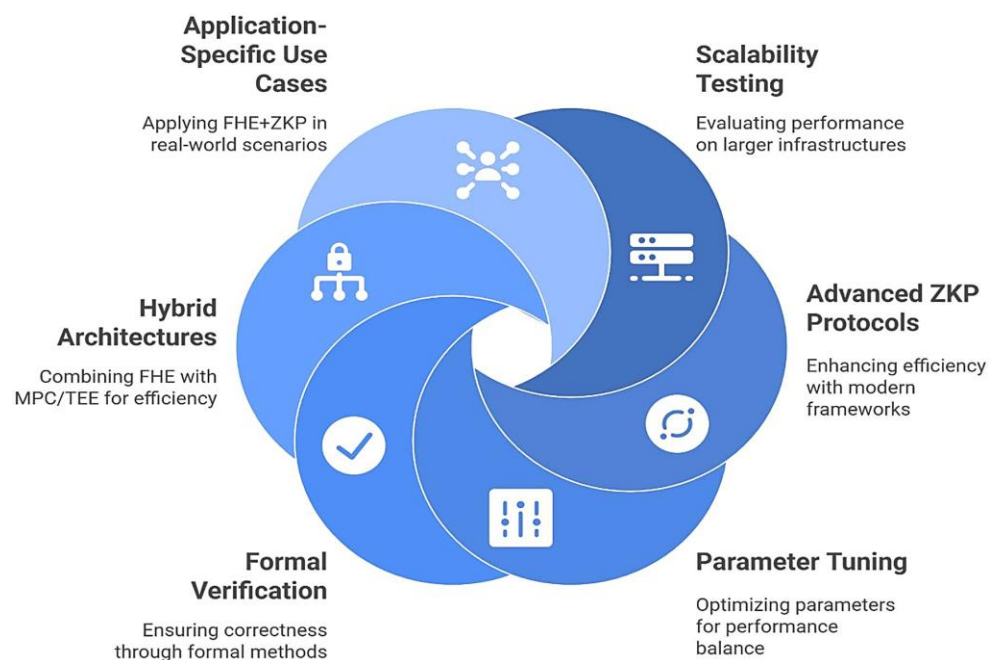 Application-
Specific Use
Cases
Applying FHE+ZKP in
real-world scenarios
Scalability
Testing
Evaluating performance
on larger infrastructures
Hybrid
Architectures
Combining FHE with
MPC/TEE for efficiency
Advanced ZKP
Protocols
Enhancing efficiency
with modern
frameworks
Formal
Verification
Ensuring correctness
through formal methods
Parameter Tuning
Optimizing parameters
for performance
balance